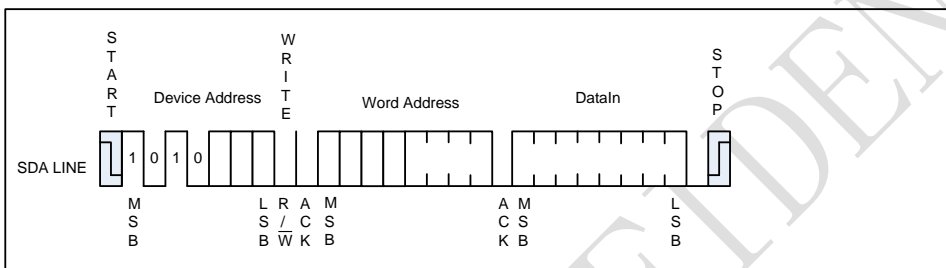 START
WRITE
STOP
Device Address
Word Address
DataIn
SDA LINE
1 0 1 0
MSB
LSB
R/W
ACK
MSB
ACK
MSB
LSB